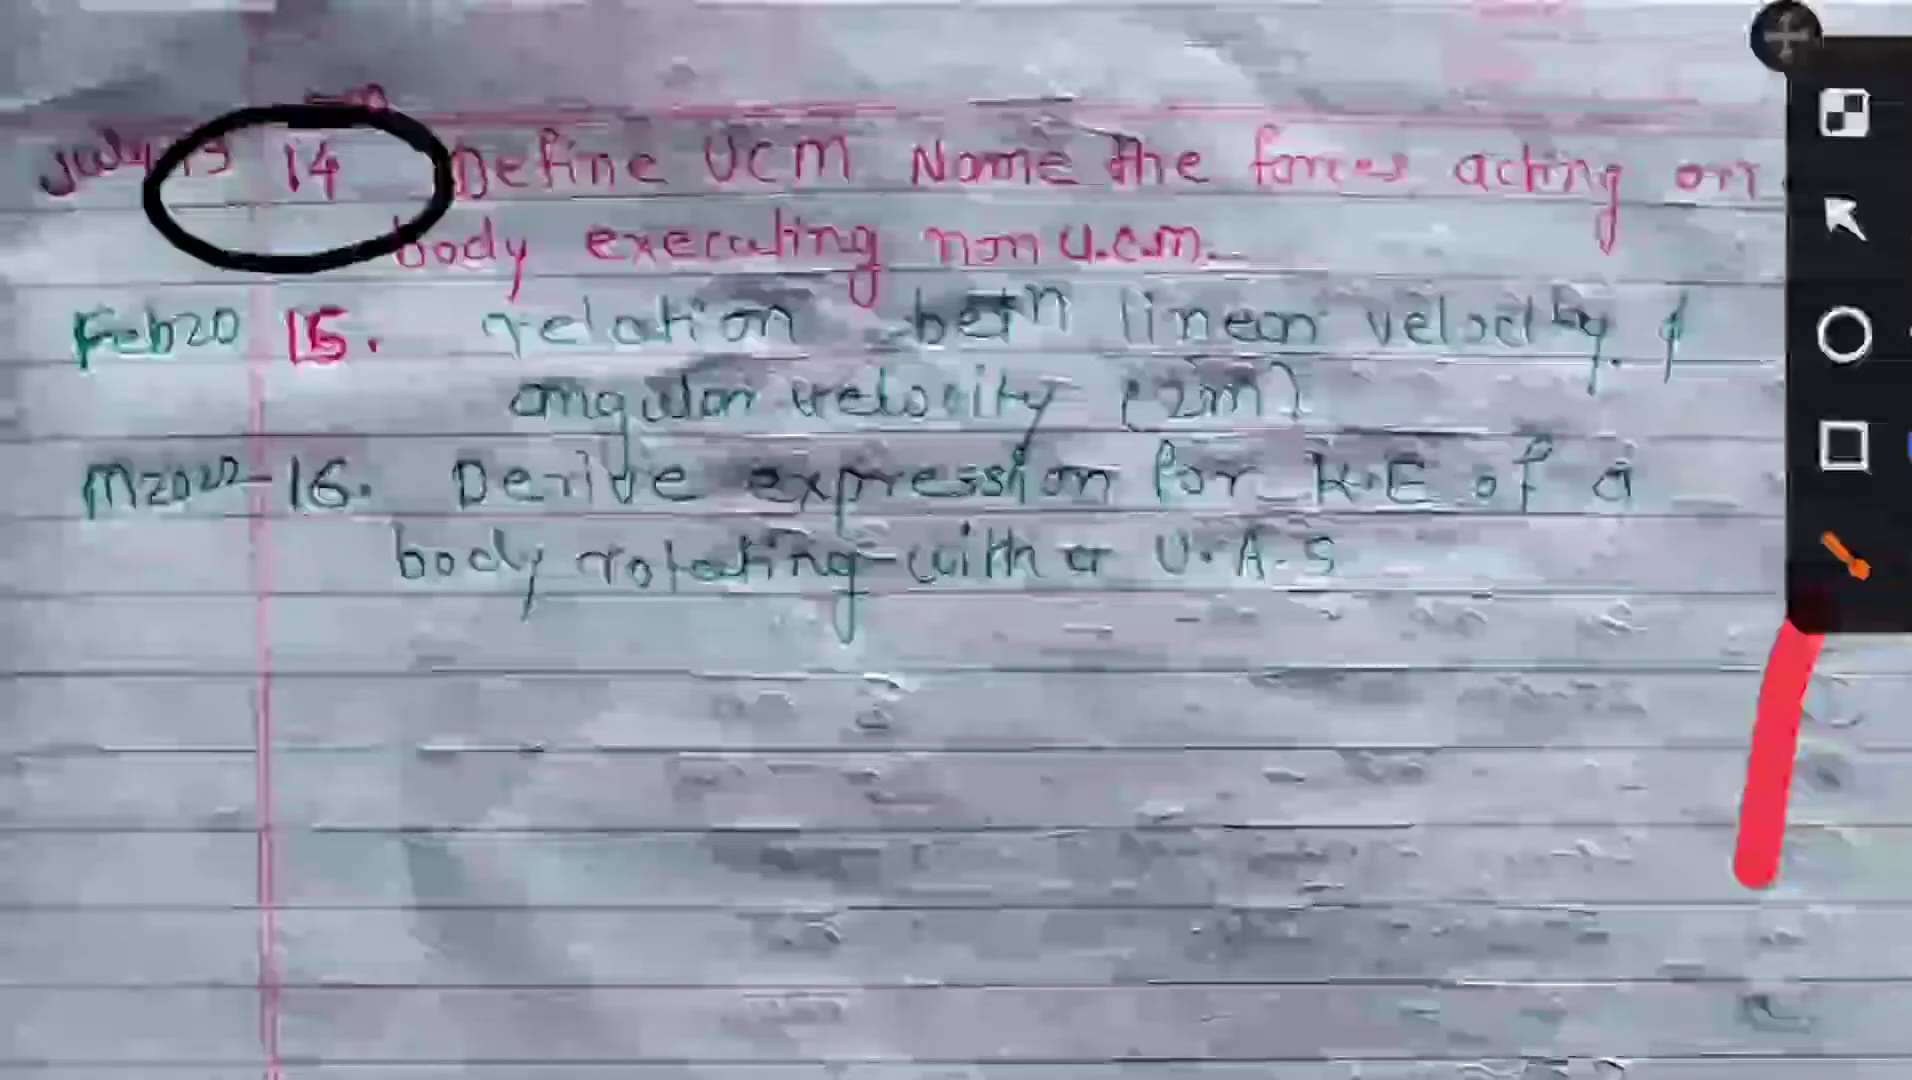 July 19 14 Define UCM Name the forces acting on
body executing non U.C.M.
Feb20 15. relation betn linear velocity &
angular velocity (2m)
M2022-16. Derive expression for K.E of a
body rotating with a U.A.S